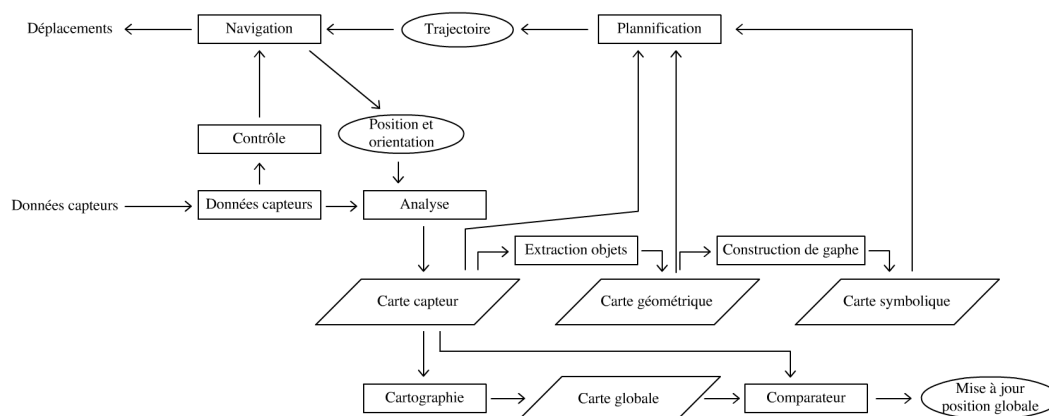 Déplacements
Navigation
Trajectoire
Plannification
Contrôle
Position et
orientation
Données capteurs
Données capteurs
Analyse
Extraction objets
Construction de gaphe
Carte capteur
Carte géométrique
Carte symbolique
Cartographie
Carte globale
Comparateur
Mise à jour
position globale